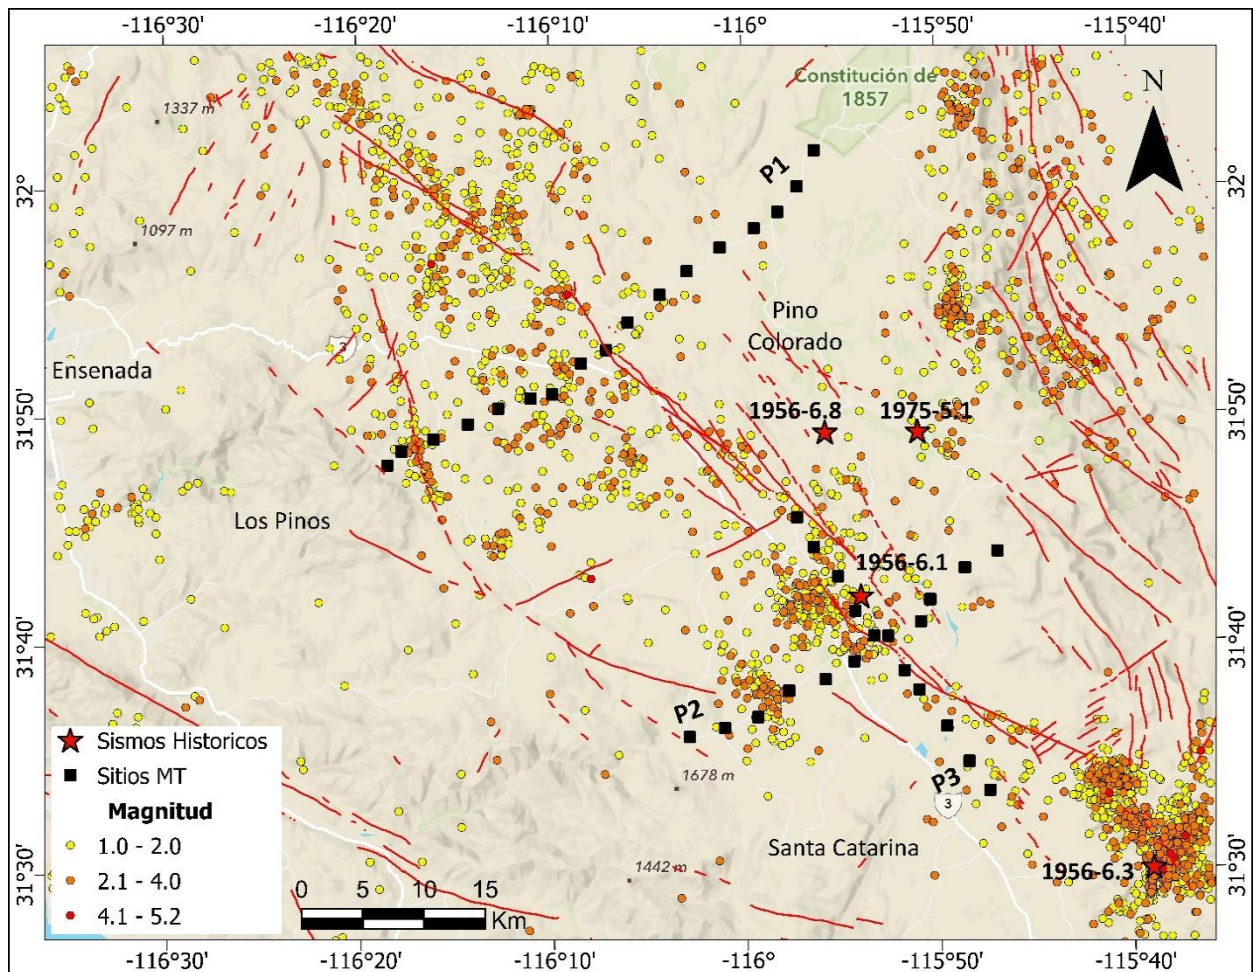 -116°30'
-116°20'
-116°10'
-116°
-115°50'
-115°40'
Constitución de
1857
N
1337 m
P1
32°
32°
1097 m
Pino
Colorado
3
Ensenada
1956-6.8
1975-5.1
31°50'
31°50'
Los Pinos
1956-6.1
31°40'
31°40'
P2
Sismos Historicos
Sitios MT
Magnitud
1.0 - 2.0
2.1 - 4.0
4.1 - 5.2
1678 m
P3
3
Santa Catarina
1442 m
1956-6.3
31°30'
31°30'
0 5 10 15
Km
-116°30'
-116°20'
-116°10'
-116°
-115°50'
-115°40'